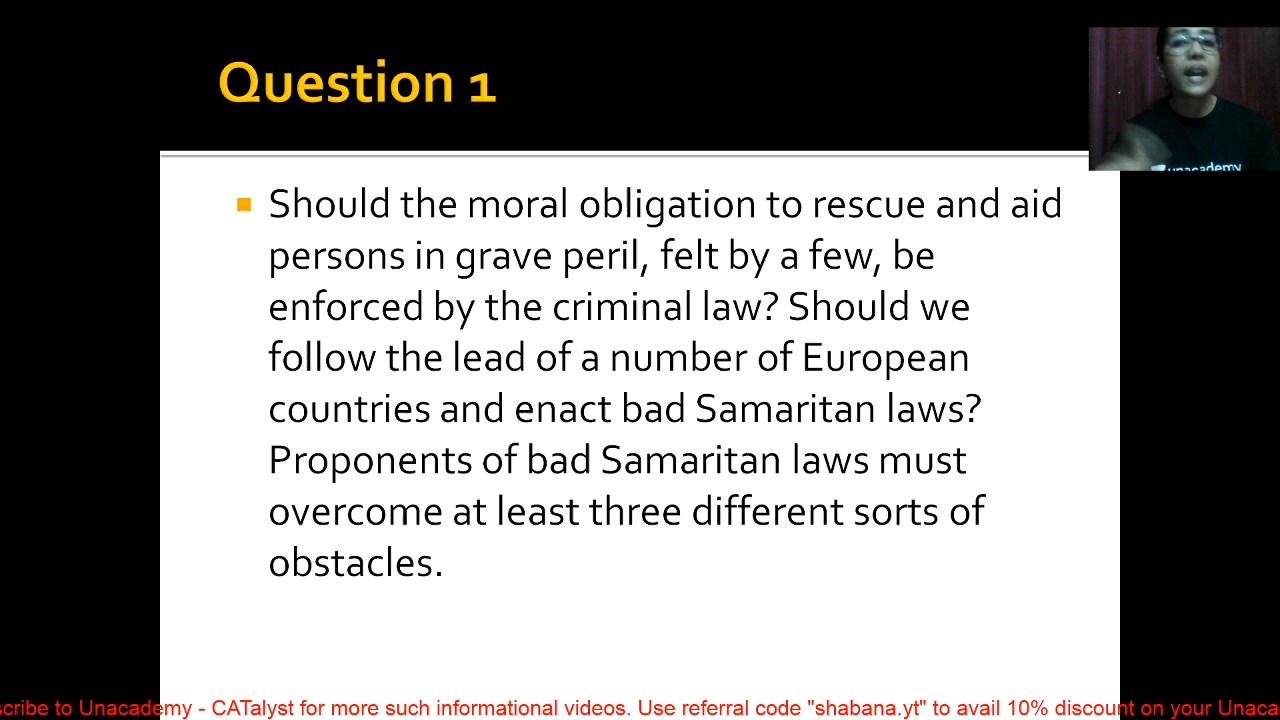 Question 1
unacademy
Should the moral obligation to rescue and aid
persons in grave peril, felt by a few, be
enforced by the criminal law? Should we
follow the lead of a number of European
countries and enact bad Samaritan laws?
Proponents of bad Samaritan laws must
overcome at least three different sorts of
obstacles.
scribe to Unacademy - CATalyst for more such informational videos. Use referral code "shabana.yt" to avail 10% discount on your Unaca